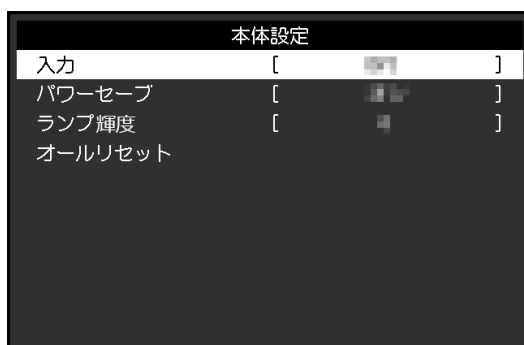 本体設定
入力 [ ]
パワーセーブ [ ]
ランプ輝度 [ ]
オールリセット